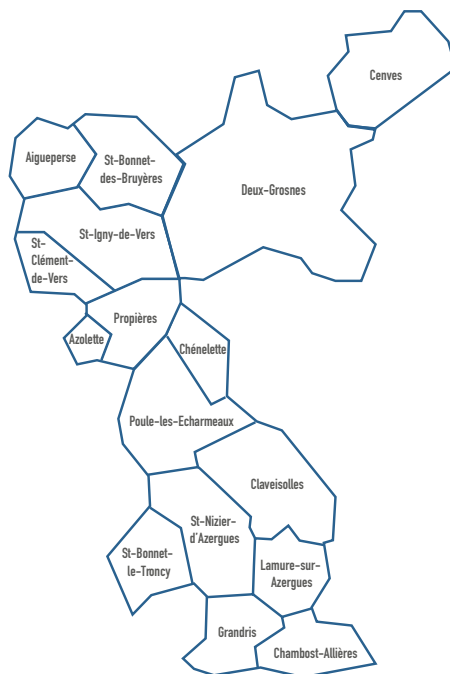 Cenves
Aigueperse
St-Bonnet-
des-Bruyères
Deux-Grosnes
St-Igny-de-Vers
St-
Clément-
de-Vers
Propières
Azolette
Chénelette
Poule-les-Echarmeaux
Claveisolles
St-Nizier-
d'Azergues
St-Bonnet-
le-Troncy
Lamure-sur-
Azergues
Grandris
Chambost-Allières